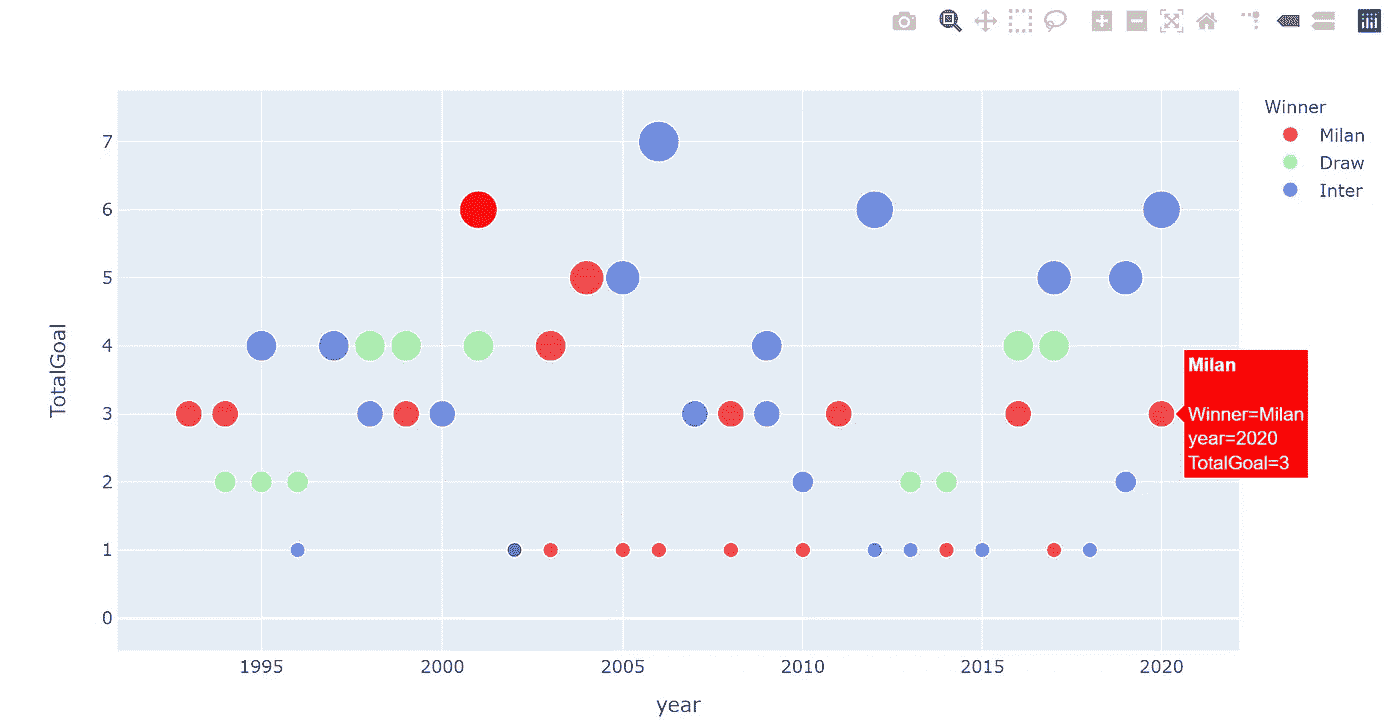 Winner
Milan
Draw
Inter
TotalGoal
7
6
5
4
3
2
1
0
Milan
Winner=Milan
year=2020
TotalGoal=3
1995
2000
2005
2010
2015
2020
year